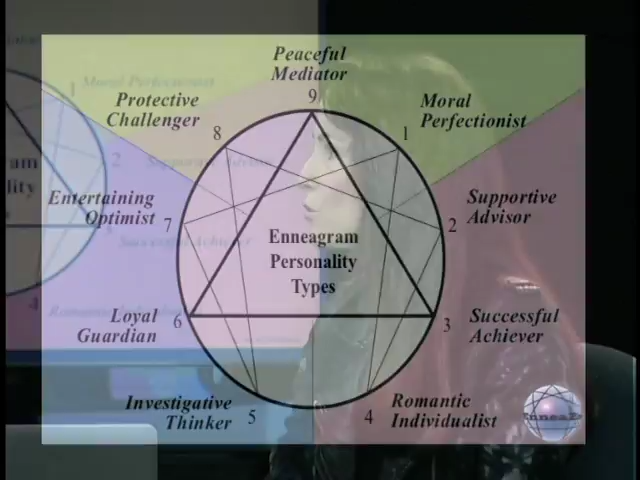 Peaceful
Mediator
9
Protective
Challenger
8
Moral
Perfectionist
1
Entertaining
Optimist
7
Supportive
Advisor
2
Enneagram
Personality
Types
Loyal
Guardian
6
Successful
Achiever
3
Investigative
Thinker
5
Romantic
Individualist
4